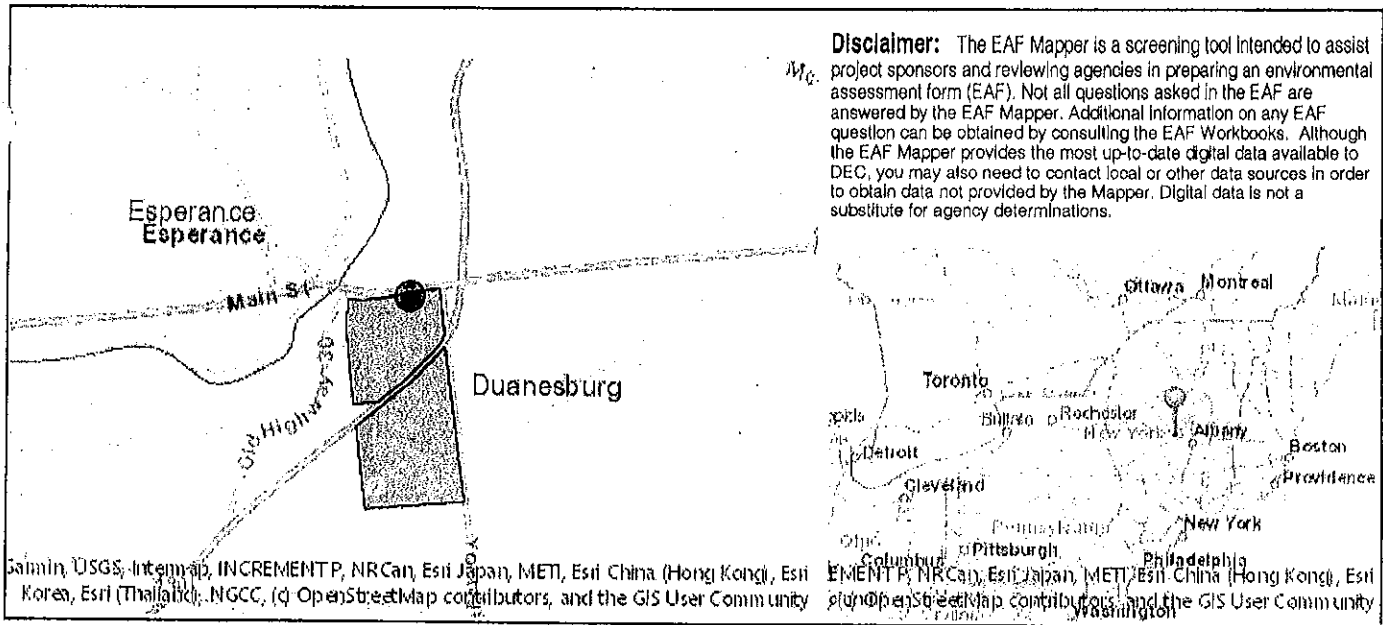 Disclaimer: The EAF Mapper is a screening tool intended to assist
project sponsors and reviewing agencies in preparing an environmental
assessment form (EAF). Not all questions asked in the EAF are
answered by the EAF Mapper. Additional information on any EAF
question can be obtained by consulting the EAF Workbooks. Although
the EAF Mapper provides the most up-to-date digital data available to
DEC, you may also need to contact local or other data sources in order
to obtain data not provided by the Mapper. Digital data is not a
substitute for agency determinations.
Esperance
Esperance
Main St
Old Highway 30
Duanesburg
USGS, Intermap, INCREMENT P, NRCan, Esri Japan, METI, Esri China (Hong Kong), Esri
Korea, Esri (Thailand), NGCC, (c) OpenStreetMap contributors, and the GIS User Community
Ottawa
Montreal
Toronto
Buffalo
Rochester
New York
Albany
Detroit
Boston
Providence
Cleveland
Pennsylvania
New York
Ohio
Columbus
Pittsburgh
Philadelphia
EMENT P, NRCan, Esri Japan, METI, Esri China (Hong Kong), Esri
OpenStreetMap contributors, and the GIS User Community
Washington